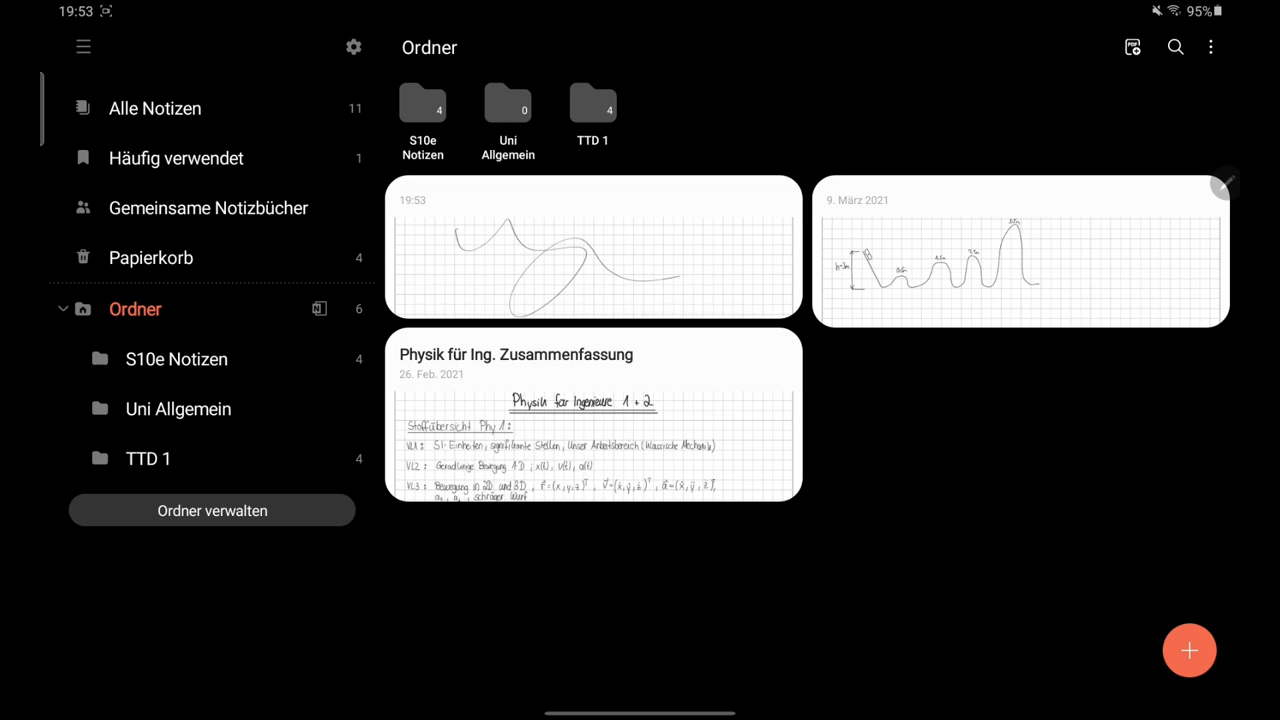 19:53
95%
Ordner
Alle Notizen 11
Häufig verwendet 1
Gemeinsame Notizbücher
Papierkorb 4
Ordner 6
S10e Notizen 4
Uni Allgemein
TTD 1 4
Ordner verwalten
PDF
4
S10e
Notizen
0
Uni
Allgemein
4
TTD 1
19:53
9. März 2021
Physik für Ing. Zusammenfassung
26. Feb. 2021
Physik für Ingenieure 1 + 2
Stoffübersicht Phy 1:
VL1: SI-Einheiten, signifikante Stellen, Unser Arbeitsbereich (klassische Mechanik)
VL2: Geradlinige Bewegung 1D, x(t), v(t), a(t)
VL3: Bewegung in 2D und 3D,
schräger Wurf